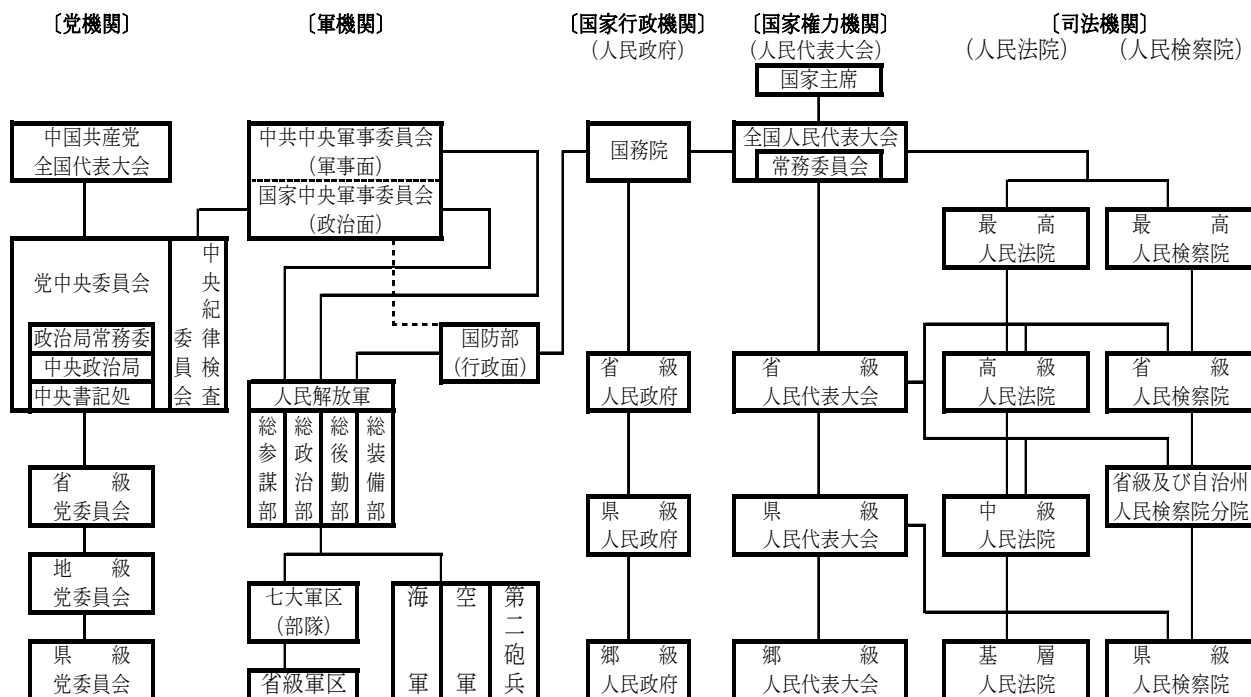 〔党機関〕
〔軍機関〕
〔国家行政機関〕
〔国家権力機関〕
〔司法機関〕
（人民政府）
（人民代表大会）
（人民法院）
（人民検察院）
国家主席
中国共産党
全国代表大会
中共中央軍事委員会
（軍事面）
国家中央軍事委員会
（政治面）
国務院
全国人民代表大会
常務委員会
最高
人民法院
最高
人民検察院
党中央委員会
政治局常務委
中央政治局
中央書記処
中央紀律検査
委員会
国防部
（行政面）
人民解放軍
総参謀部
総政治部
総後勤部
総装備部
省級
人民政府
省級
人民代表大会
高級
人民法院
省級
人民検察院
省級
党委員会
県級
人民政府
県級
人民代表大会
中級
人民法院
省級及び自治州
人民検察院分院
地級
党委員会
七大軍区
（部隊）
海軍
空軍
第二砲兵
県級
党委員会
省級軍区
郷級
人民政府
郷級
人民代表大会
基層
人民法院
県級
人民検察院